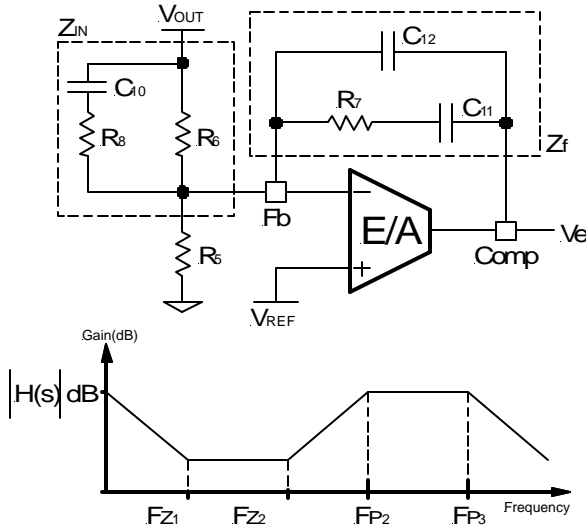 VOUT
ZIN
C12
C10
R7
C11
R8
R6
Zf
Fb
E/A
Ve
Comp
R5
VREF
Gain(dB)
|H(s)| dB
FZ1 FZ2 FP2 FP3 Frequency